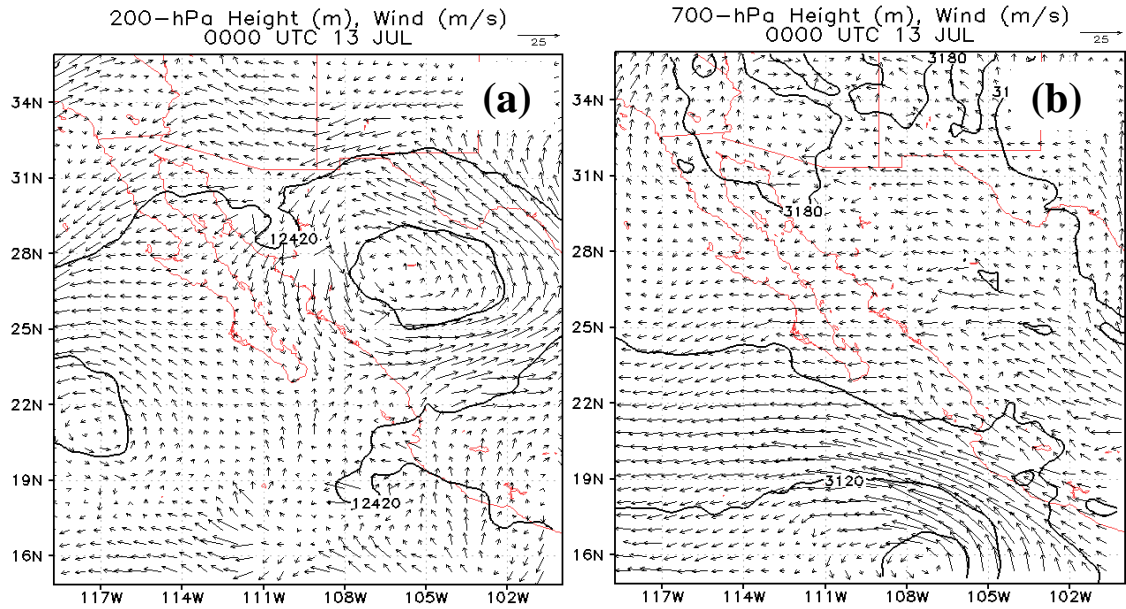 200-hPa Height (m), Wind (m/s)
0000 UTC 13 JUL
25
(a)
34N
31N
28N
25N
22N
19N
16N
12420
12420
117W 114W 111W 108W 105W 102W
700-hPa Height (m), Wind (m/s)
0000 UTC 13 JUL
25
(b)
3180
31
34N
31N
28N
25N
22N
19N
16N
3180
3120
117W 114W 111W 108W 105W 102W